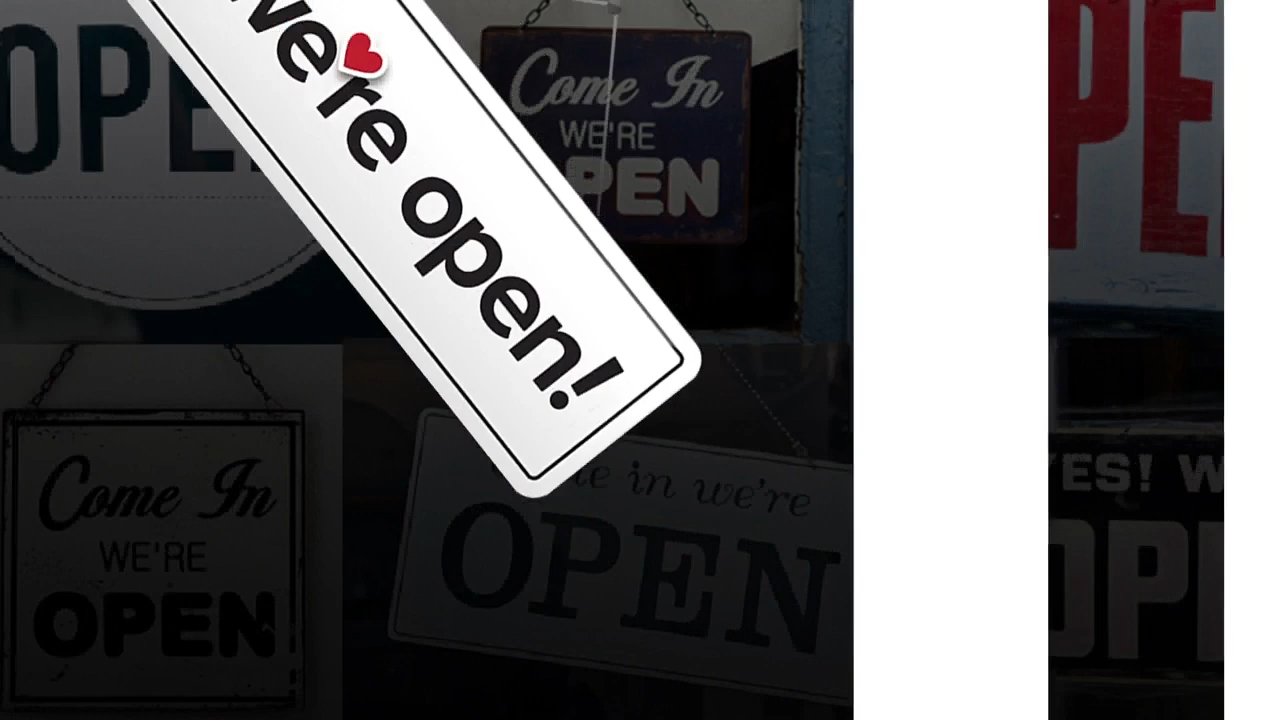 OPE
we're open!
Come In
WE'RE
PEN
PE
Come In
WE'RE
OPEN
in we're
OPEN
YES! W
OPE